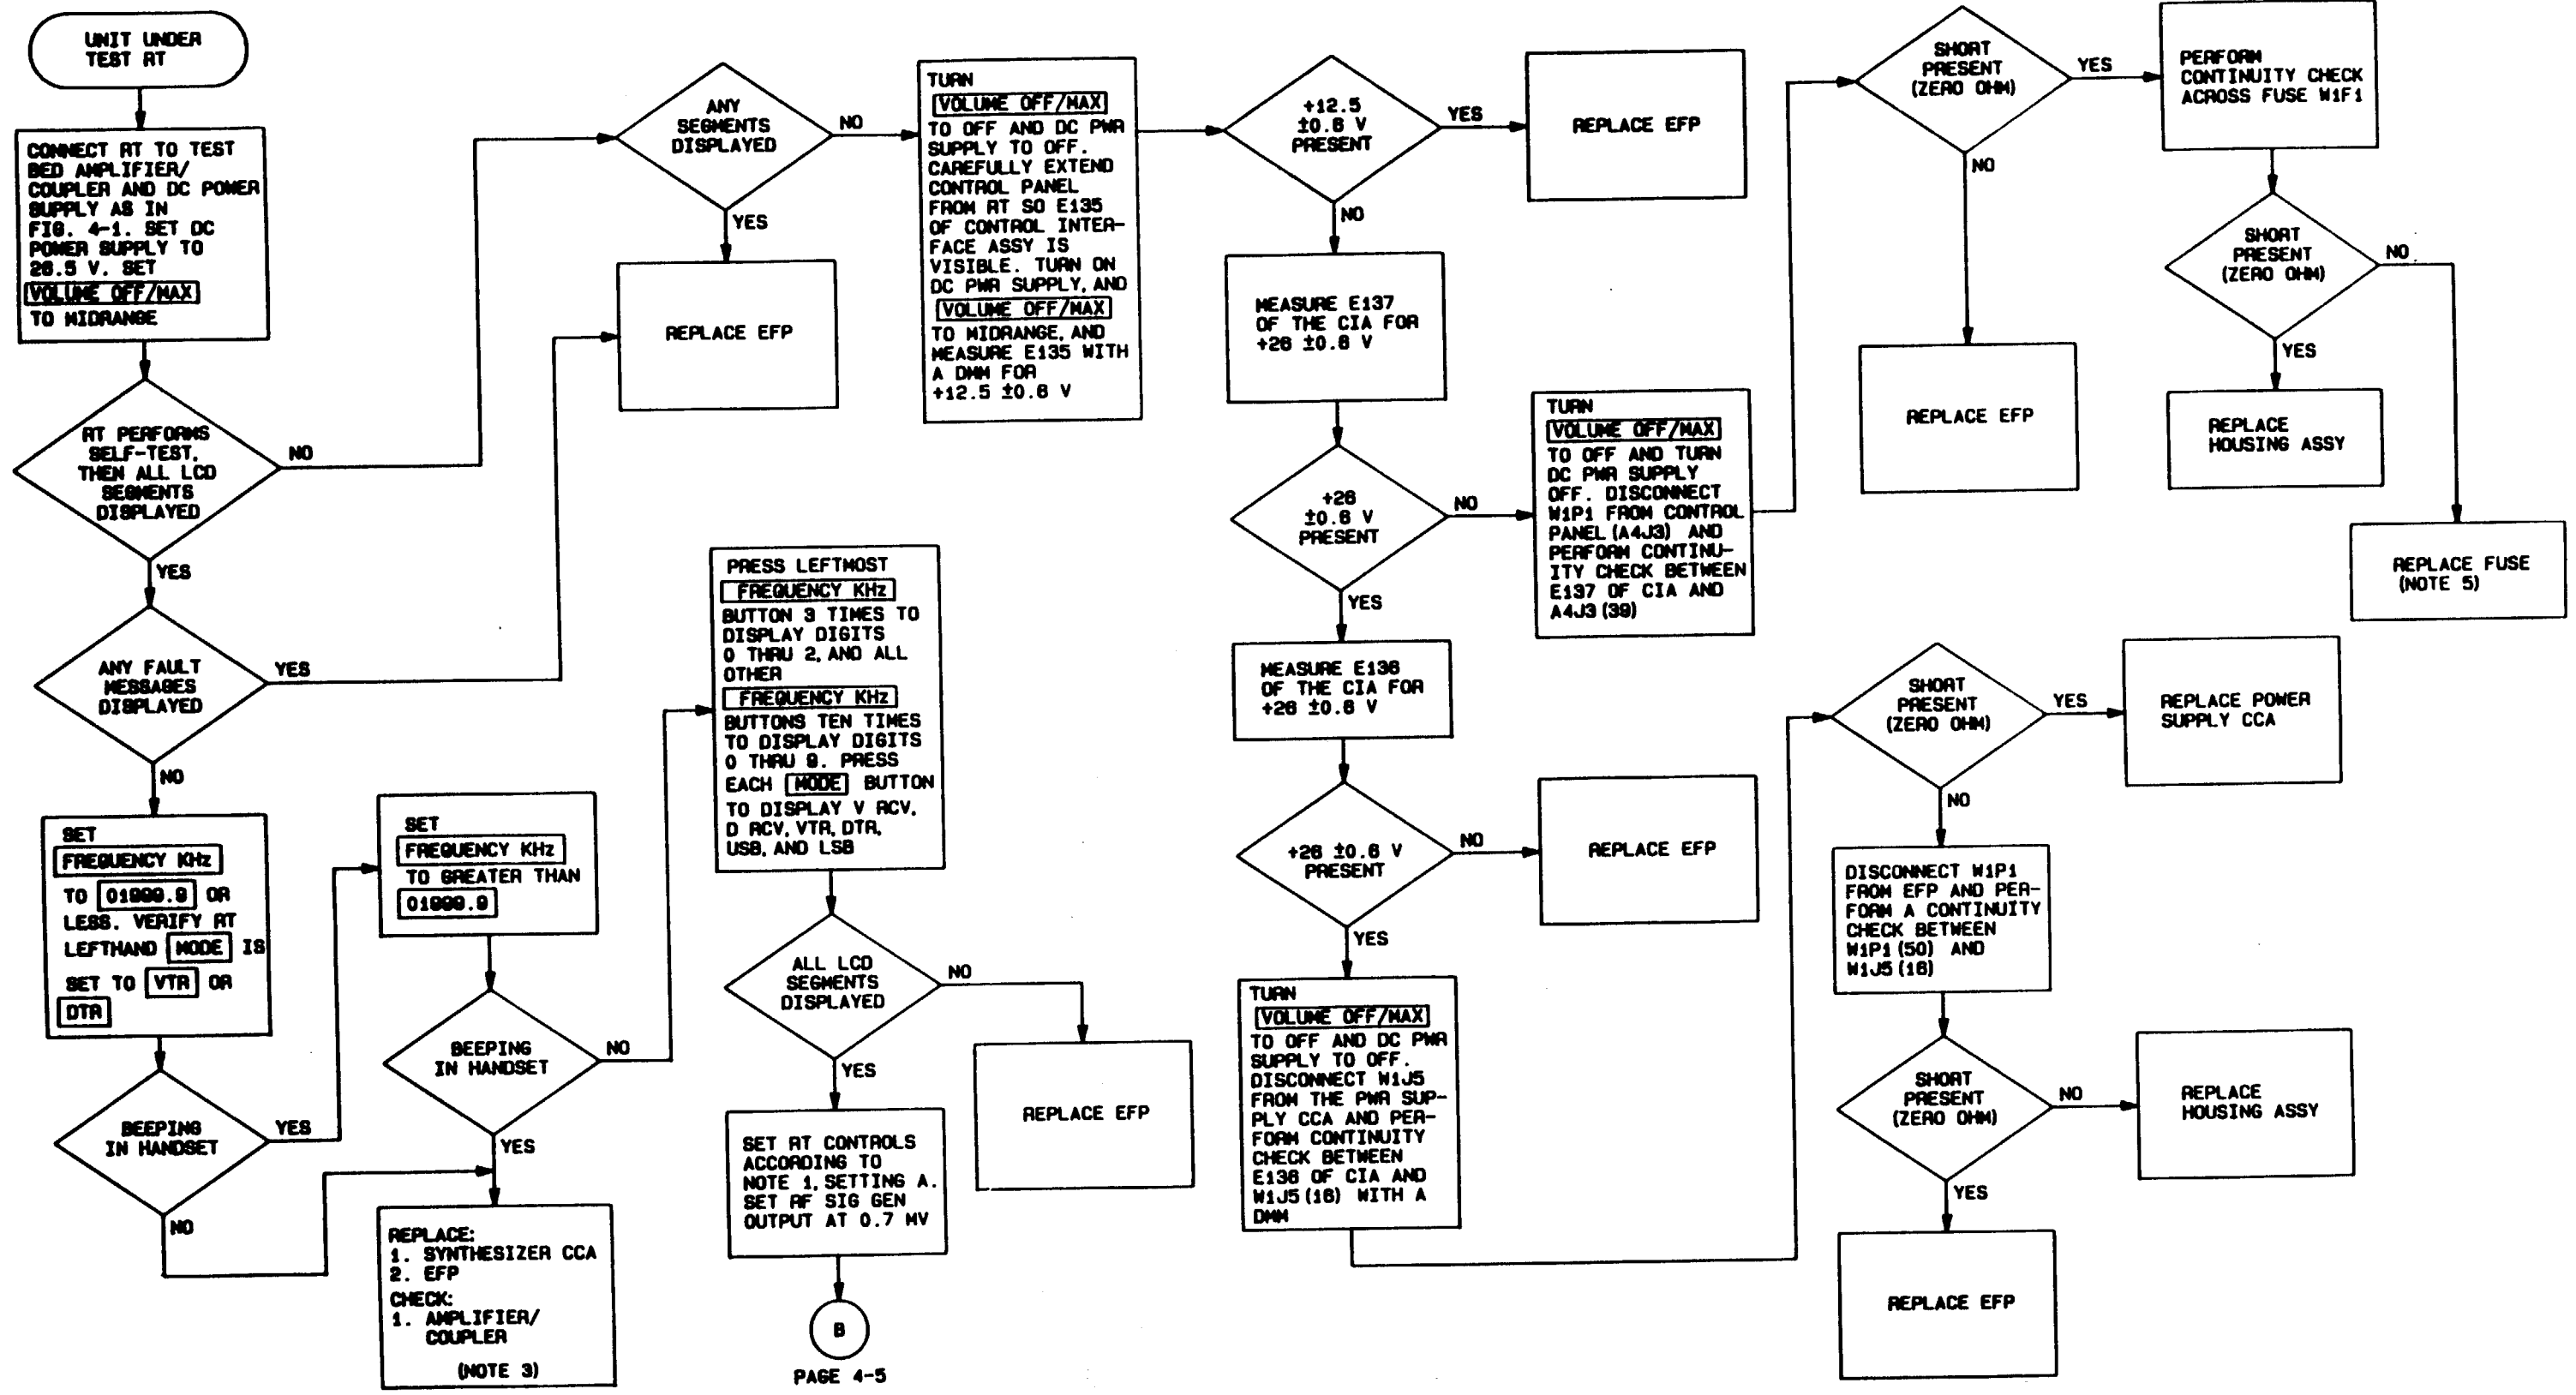 UNIT UNDER
TEST RT
CONNECT RT TO TEST
BED AMPLIFIER/
COUPLER AND DC POWER
SUPPLY AS IN
FIG. 4-1. SET DC
POWER SUPPLY TO
26.5 V. SET
VOLUME OFF/MAX
TO MIDRANGE
RT PERFORMS
SELF-TEST,
THEN ALL LCD
SEGMENTS
DISPLAYED
NO
YES
ANY FAULT
MESSAGES
DISPLAYED
YES
NO
SET
FREQUENCY KHz
TO 01999.9 OR
LESS. VERIFY RT
LEFTHAND MODE IS
SET TO VTR OR
DTR
BEEPING
IN HANDSET
YES
NO
SET
FREQUENCY KHz
TO GREATER THAN
01999.9
BEEPING
IN HANDSET
NO
YES
REPLACE:
1. SYNTHESIZER CCA
2. EFP
CHECK:
1. AMPLIFIER/
COUPLER
(NOTE 3)
ANY
SEGMENTS
DISPLAYED
NO
YES
REPLACE EFP
PRESS LEFTMOST
FREQUENCY KHz
BUTTON 3 TIMES TO
DISPLAY DIGITS
0 THRU 2, AND ALL
OTHER
FREQUENCY KHz
BUTTONS TEN TIMES
TO DISPLAY DIGITS
0 THRU 9. PRESS
EACH MODE BUTTON
TO DISPLAY V RCV,
D RCV, VTR, DTR,
USB, AND LSB
ALL LCD
SEGMENTS
DISPLAYED
NO
YES
REPLACE EFP
SET RT CONTROLS
ACCORDING TO
NOTE 1, SETTING A.
SET RF SIG GEN
OUTPUT AT 0.7 MV
B
PAGE 4-5
TURN
VOLUME OFF/MAX
TO OFF AND DC PWR
SUPPLY TO OFF.
CAREFULLY EXTEND
CONTROL PANEL
FROM RT SO E135
OF CONTROL INTER-
FACE ASSY IS
VISIBLE. TURN ON
DC PWR SUPPLY, AND
VOLUME OFF/MAX
TO MIDRANGE, AND
MEASURE E135 WITH
A DMM FOR
+12.5 ±0.6 V
+12.5
±0.6 V
PRESENT
YES
NO
REPLACE EFP
MEASURE E137
OF THE CIA FOR
+26 ±0.6 V
+26
±0.6 V
PRESENT
NO
YES
MEASURE E136
OF THE CIA FOR
+26 ±0.6 V
+26 ±0.6 V
PRESENT
NO
YES
REPLACE EFP
TURN
VOLUME OFF/MAX
TO OFF AND DC PWR
SUPPLY TO OFF.
DISCONNECT W1J5
FROM THE PWR SUP-
PLY CCA AND PER-
FORM CONTINUITY
CHECK BETWEEN
E136 OF CIA AND
W1J5(16) WITH A
DMM
TURN
VOLUME OFF/MAX
TO OFF AND TURN
DC PWR SUPPLY
OFF. DISCONNECT
W1P1 FROM CONTROL
PANEL (A4J3) AND
PERFORM CONTINU-
ITY CHECK BETWEEN
E137 OF CIA AND
A4J3(39)
SHORT
PRESENT
(ZERO OHM)
YES
NO
REPLACE EFP
PERFORM
CONTINUITY CHECK
ACROSS FUSE W1F1
SHORT
PRESENT
(ZERO OHM)
NO
YES
REPLACE
HOUSING ASSY
REPLACE FUSE
(NOTE 5)
SHORT
PRESENT
(ZERO OHM)
YES
NO
REPLACE POWER
SUPPLY CCA
DISCONNECT W1P1
FROM EFP AND PER-
FORM A CONTINUITY
CHECK BETWEEN
W1P1(50) AND
W1J5(16)
SHORT
PRESENT
(ZERO OHM)
NO
YES
REPLACE
HOUSING ASSY
REPLACE EFP